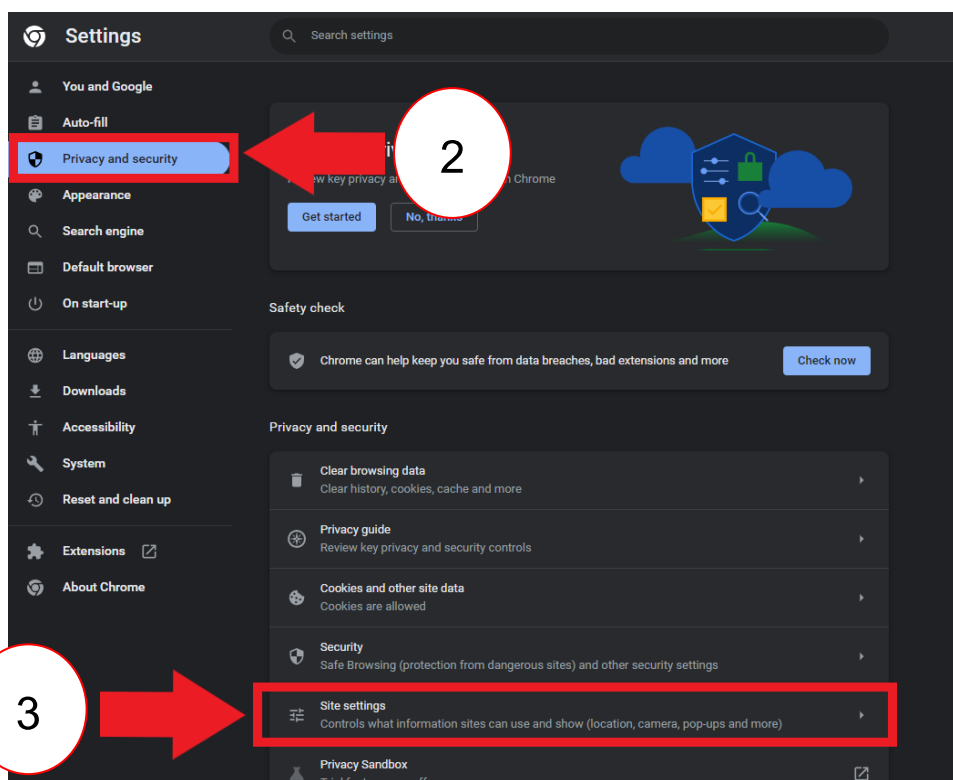 Settings
Search settings
You and Google
Auto-fill
Privacy and security
Appearance
Search engine
Default browser
On start-up
Languages
Downloads
Accessibility
System
Reset and clean up
Extensions
About Chrome
2
key privacy
Chrome
Get started
No,
Safety check
Chrome can help keep you safe from data breaches, bad extensions and more
Check now
Privacy and security
Clear browsing data
Clear history, cookies, cache and more
Privacy guide
Review key privacy and security controls
Cookies and other site data
Cookies are allowed
Security
Safe Browsing (protection from dangerous sites) and other security settings
3
Site settings
Controls what information sites can use and show (location, camera, pop-ups and more)
Privacy Sandbox